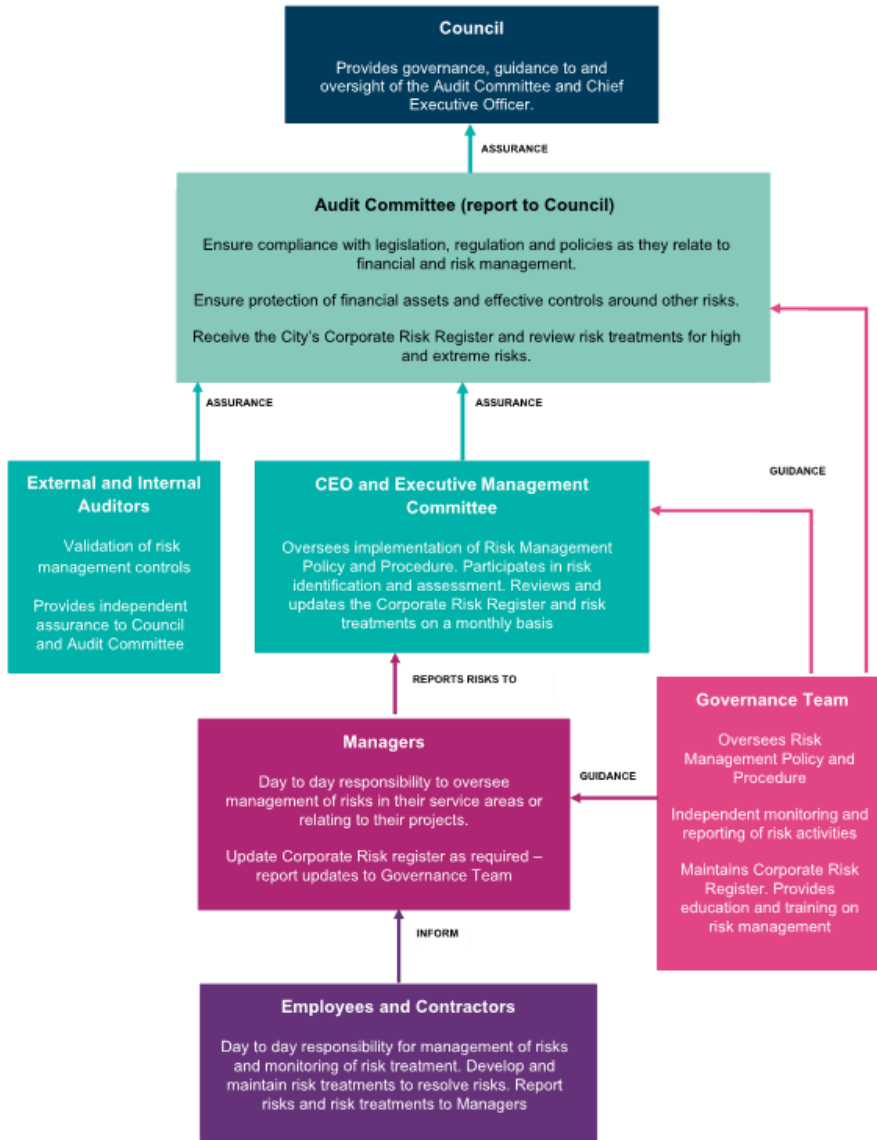 Council
Provides governance, guidance to and
oversight of the Audit Committee and Chief
Executive Officer.
ASSURANCE
Audit Committee (report to Council)
Ensure compliance with legislation, regulation and policies as they relate to
financial and risk management.
Ensure protection of financial assets and effective controls around other risks.
Receive the City's Corporate Risk Register and review risk treatments for high
and extreme risks.
ASSURANCE
ASSURANCE
GUIDANCE
External and Internal
Auditors
Validation of risk
management controls
Provides independent
assurance to Council
and Audit Committee
CEO and Executive Management
Committee
Oversees implementation of Risk Management
Policy and Procedure. Participates in risk
identification and assessment. Reviews and
updates the Corporate Risk Register and risk
treatments on a monthly basis
REPORTS RISKS TO
Managers
Day to day responsibility to oversee
management of risks in their service areas or
relating to their projects.
Update Corporate Risk register as required –
report updates to Governance Team
GUIDANCE
Governance Team
Oversees Risk
Management Policy and
Procedure
Independent monitoring and
reporting of risk activities
Maintains Corporate Risk
Register. Provides
education and training on
risk management
INFORM
Employees and Contractors
Day to day responsibility for management of risks
and monitoring of risk treatment. Develop and
maintain risk treatments to resolve risks. Report
risks and risk treatments to Managers